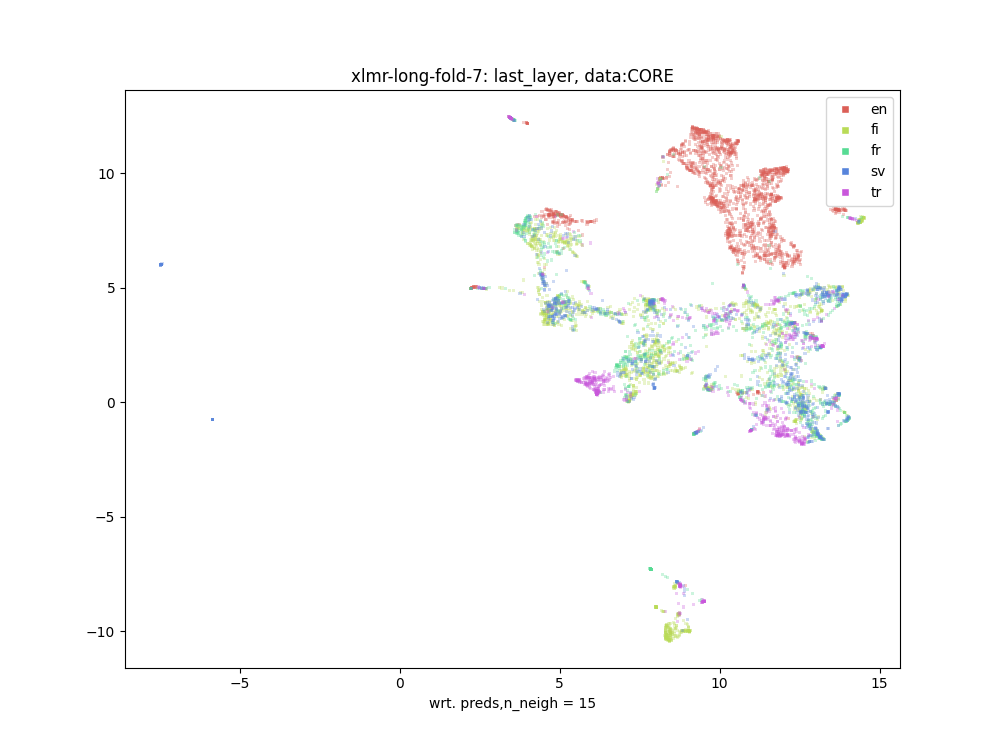 xlmr-long-fold-7: last_layer, data:CORE
en
fi
fr
sv
tr
10
5
0
−5
−10
−5
0
5
10
15
wrt. preds,n_neigh = 15